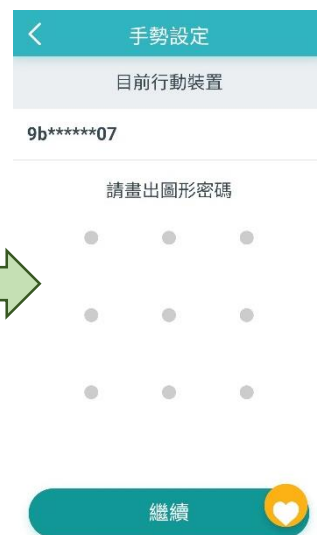 手勢設定
目前行動裝置
9b******07
請畫出圖形密碼
繼續